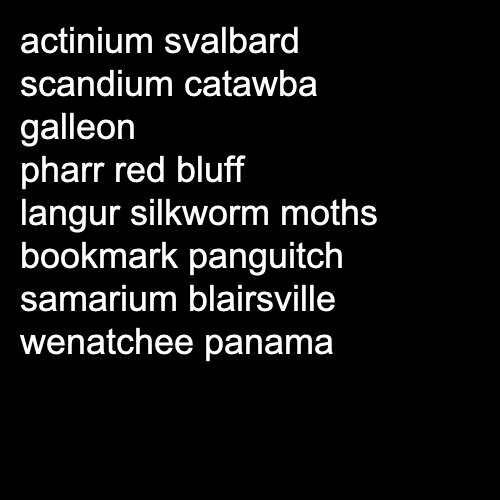 actinium svalbard
scandium catawba
galleon
pharr red bluff
langur silkworm moths
bookmark panguitch
samarium blairsville
wenatchee panama